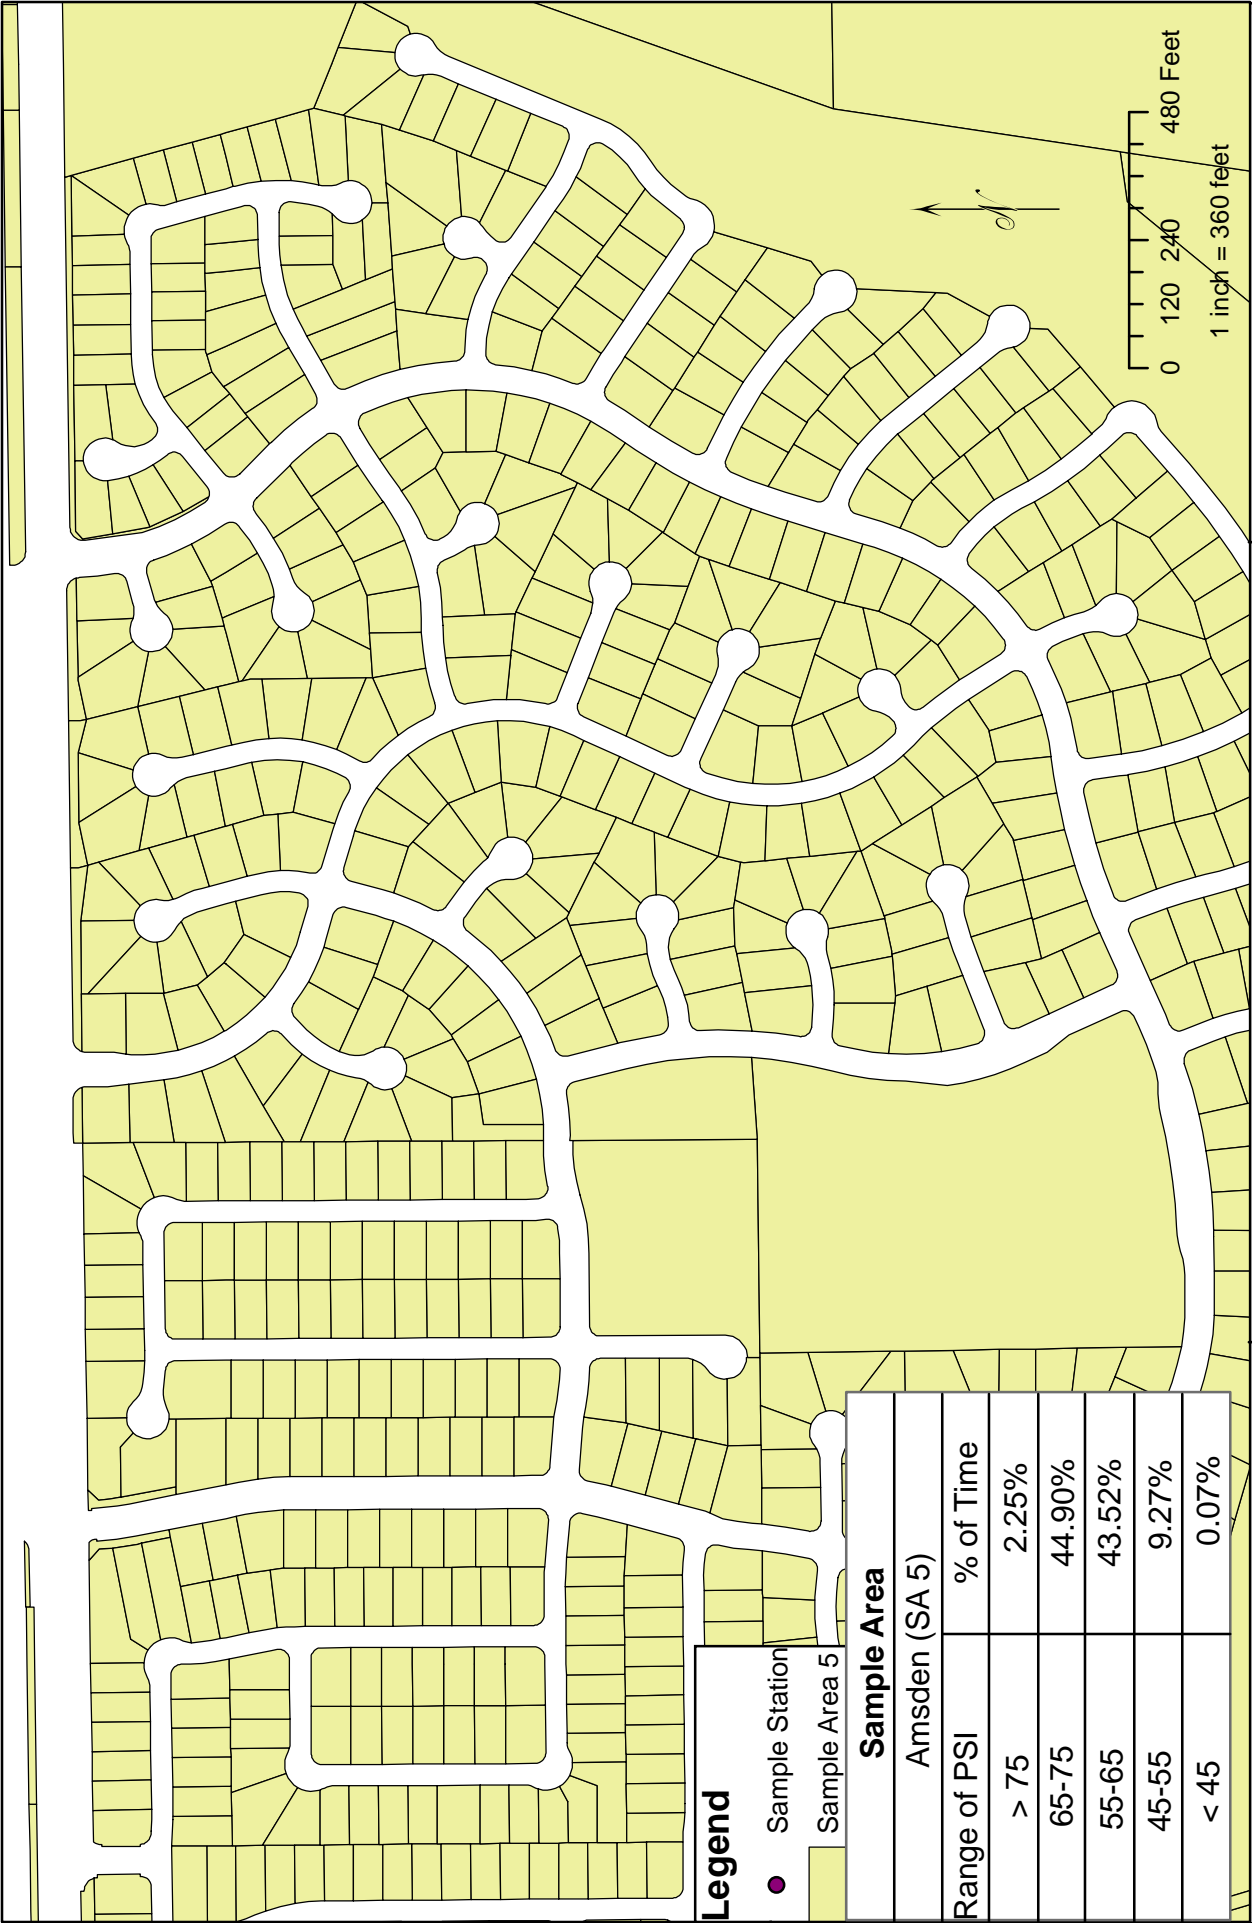 Legend
Sample Station
Sample Area 5
Sample Area
Amsden (SA 5)
Range of PSI % of Time
> 75 2.25%
65-75 44.90%
55-65 43.52%
45-55 9.27%
< 45 0.07%
N
0 120 240 480 Feet
1 inch = 360 feet